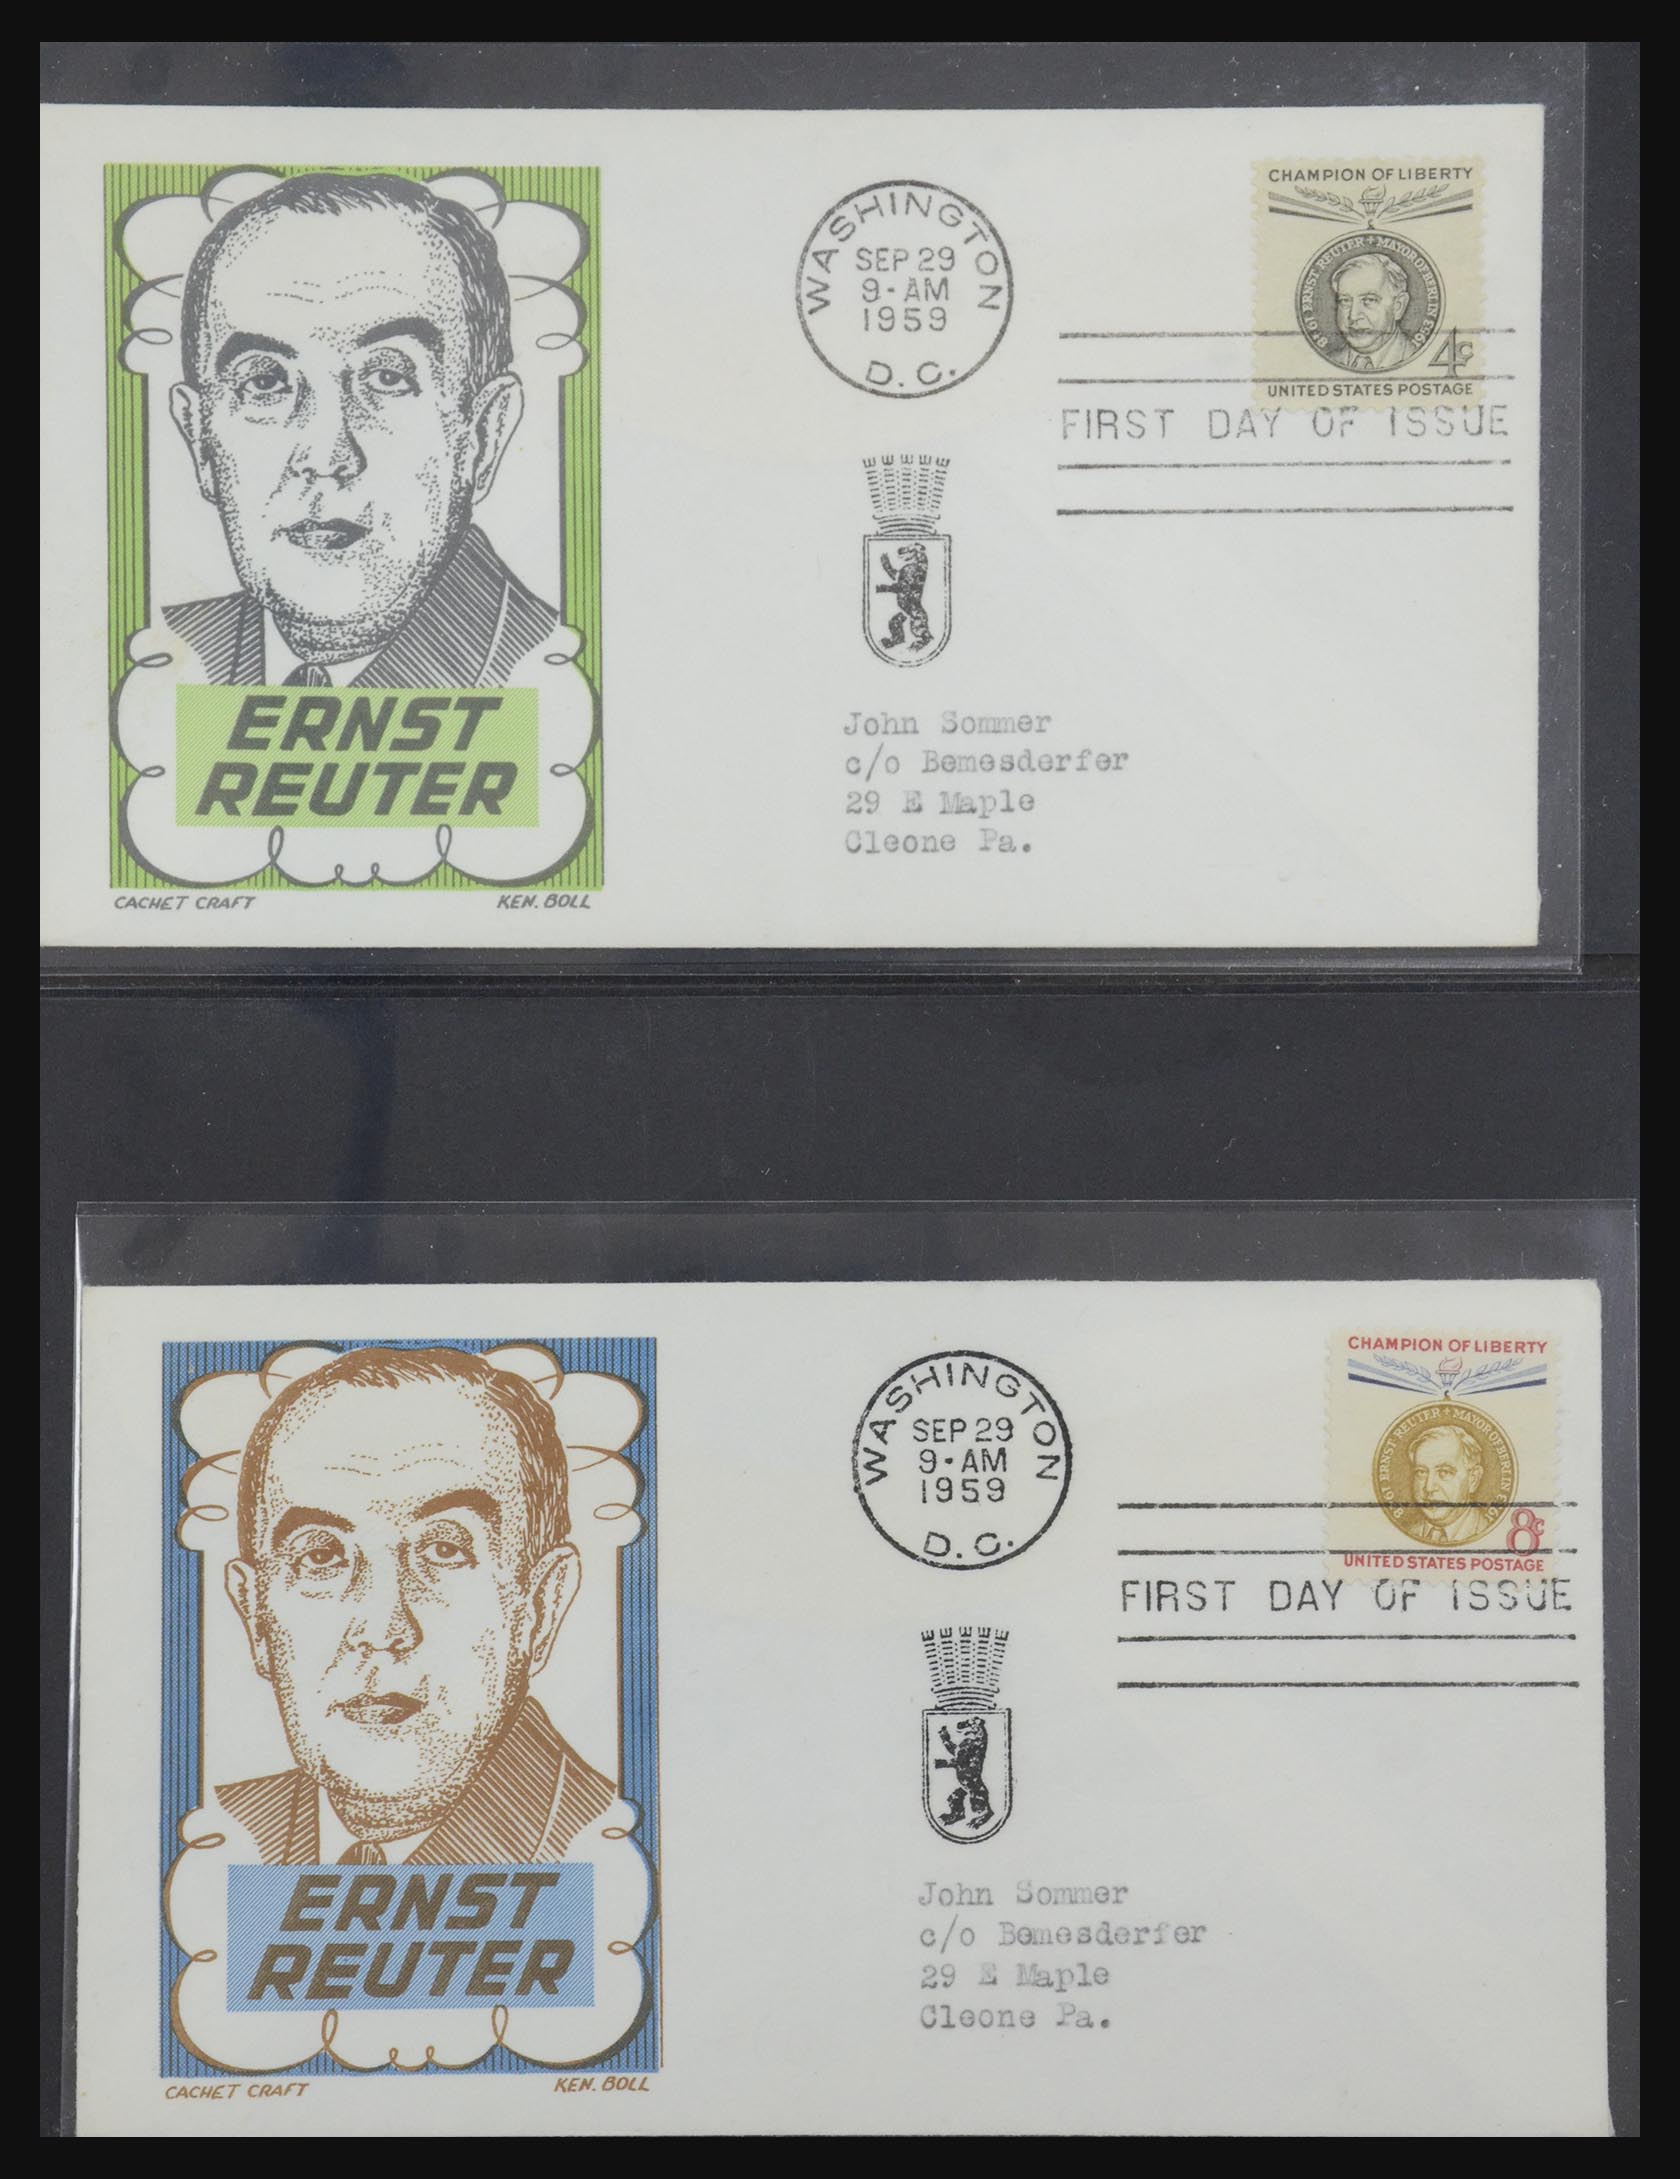 CHAMPION OF LIBERTY
ERNST REUTER + MAYOR OF BERLIN
4c
UNITED STATES POSTAGE
WASHINGTON
SEP 29
9-AM
1959
D.C.
FIRST DAY OF ISSUE
ERNST
REUTER
John Sommer
c/o Bemesderfer
29 E Maple
Cleone Pa.
CACHET CRAFT
KEN. BOLL
CHAMPION OF LIBERTY
ERNST REUTER + MAYOR OF BERLIN
8c
UNITED STATES POSTAGE
WASHINGTON
SEP 29
9-AM
1959
D.C.
FIRST DAY OF ISSUE
John Sommer
c/o Bemesderfer
29 E Maple
Cleone Pa.
ERNST
REUTER
CACHET CRAFT
KEN. BOLL